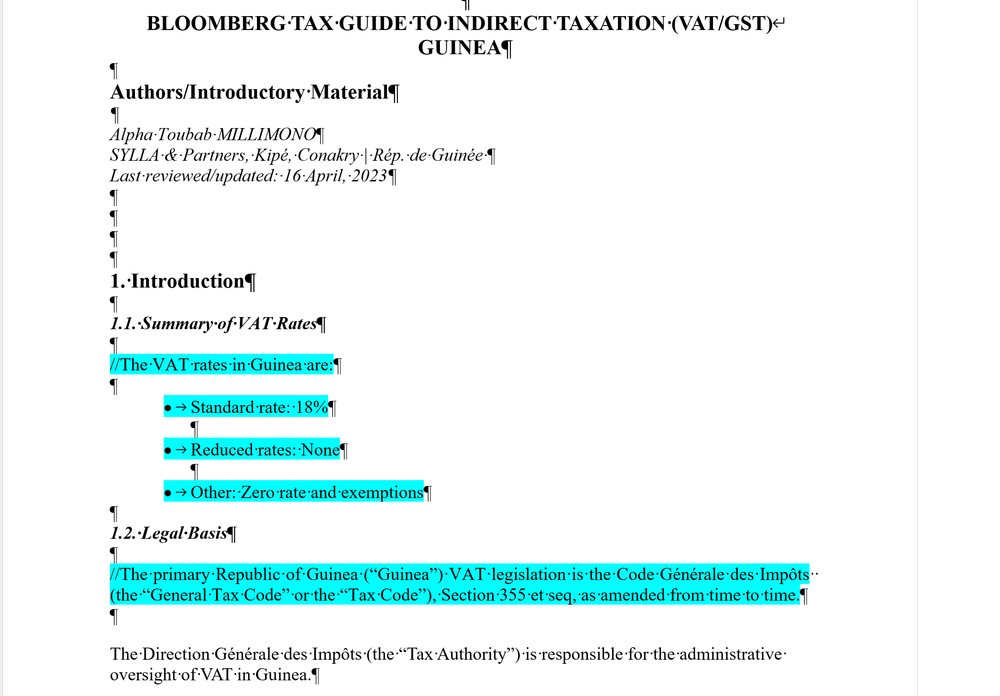 BLOOMBERG TAX GUIDE TO INDIRECT TAXATION (VAT/GST)
GUINEA
Authors/Introductory Material
Alpha Toubab MILLIMONO
SYLLA & Partners, Kipé, Conakry | Rép. de Guinée
Last reviewed/updated: 16 April, 2023
1. Introduction
1.1. Summary of VAT Rates
//The VAT rates in Guinea are:
• → Standard rate: 18%
• → Reduced rates: None
• → Other: Zero rate and exemptions
1.2. Legal Basis
//The primary Republic of Guinea (“Guinea”) VAT legislation is the Code Générale des Impôts
(the “General Tax Code” or the “Tax Code”), Section 355 et seq, as amended from time to time.
The Direction Générale des Impôts (the “Tax Authority”) is responsible for the administrative
oversight of VAT in Guinea.